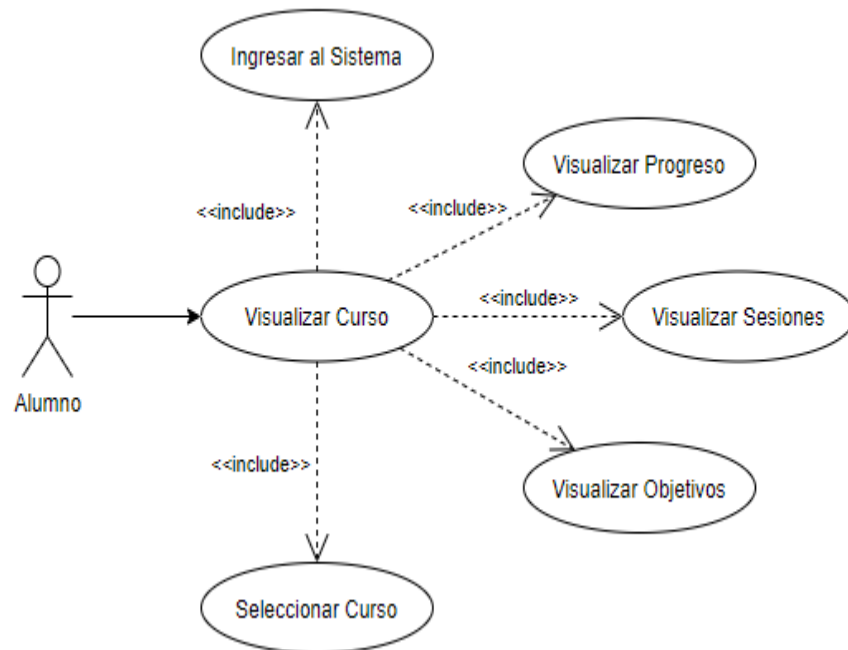 Ingresar al Sistema
Visualizar Progreso
<<include>>
<<include>>
<<include>>
Visualizar Curso
Visualizar Sesiones
<<include>>
Alumno
<<include>>
Visualizar Objetivos
Seleccionar Curso